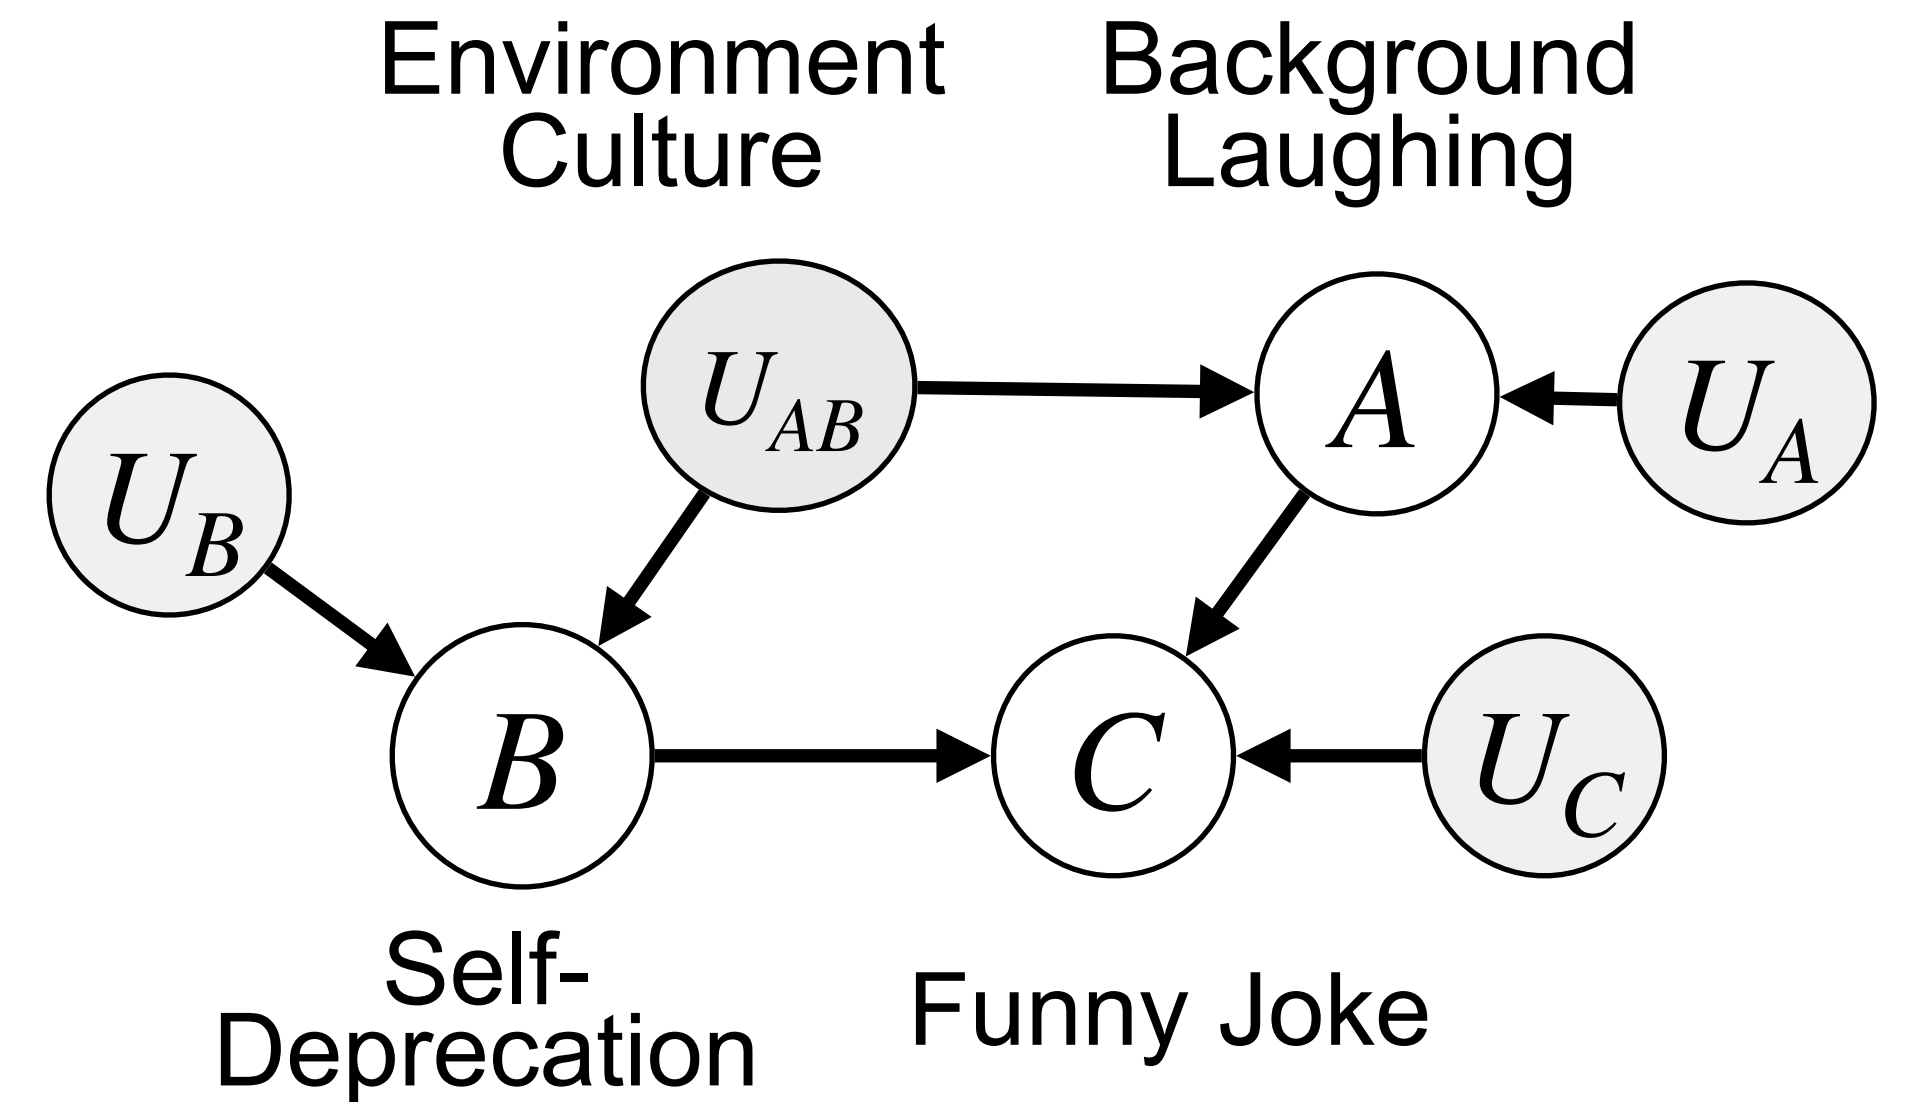 Environment
Culture
Background
Laughing
U_B
U_AB
A
U_A
B
C
U_C
Self-
Deprecation
Funny Joke